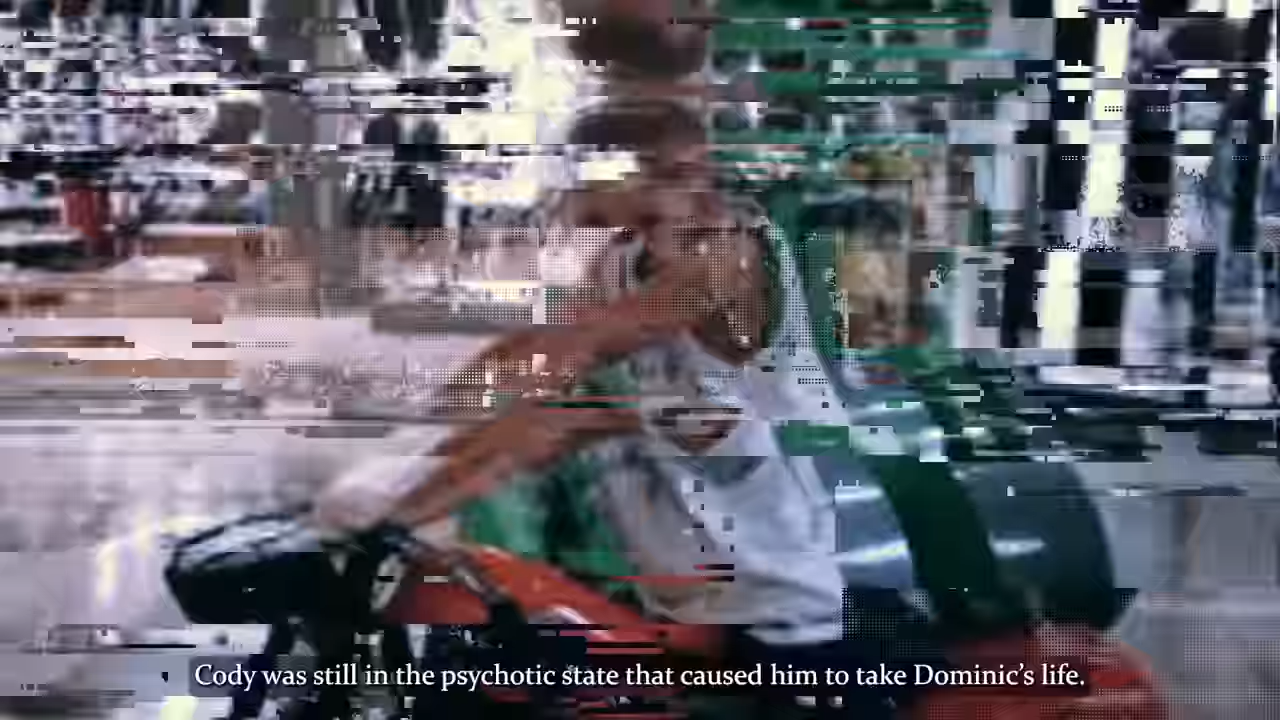 Cody was still in the psychotic state that caused him to take Dominic’s life.